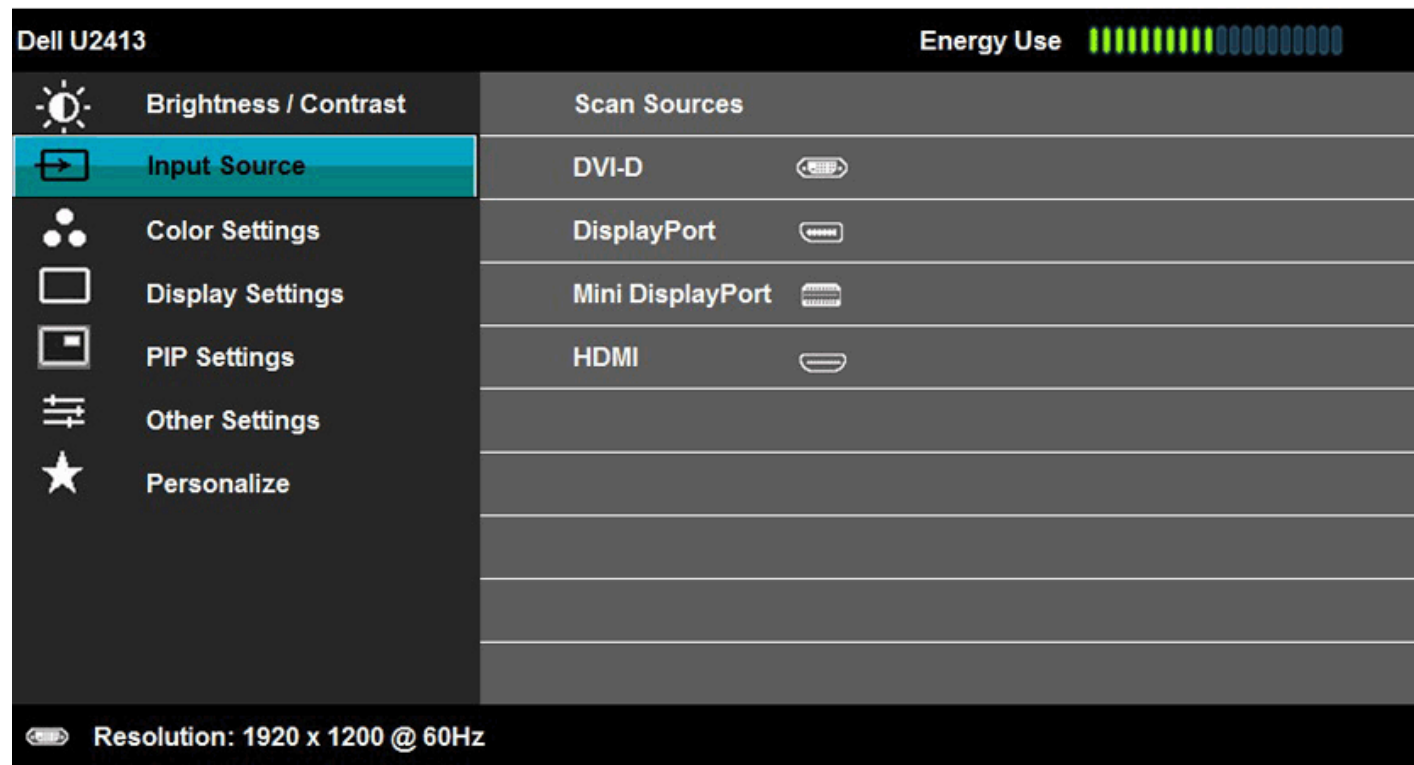 Dell U2413
Energy Use
Brightness / Contrast
Scan Sources
Input Source
DVI-D
Color Settings
DisplayPort
Display Settings
Mini DisplayPort
PIP Settings
HDMI
Other Settings
Personalize
Resolution: 1920 x 1200 @ 60Hz